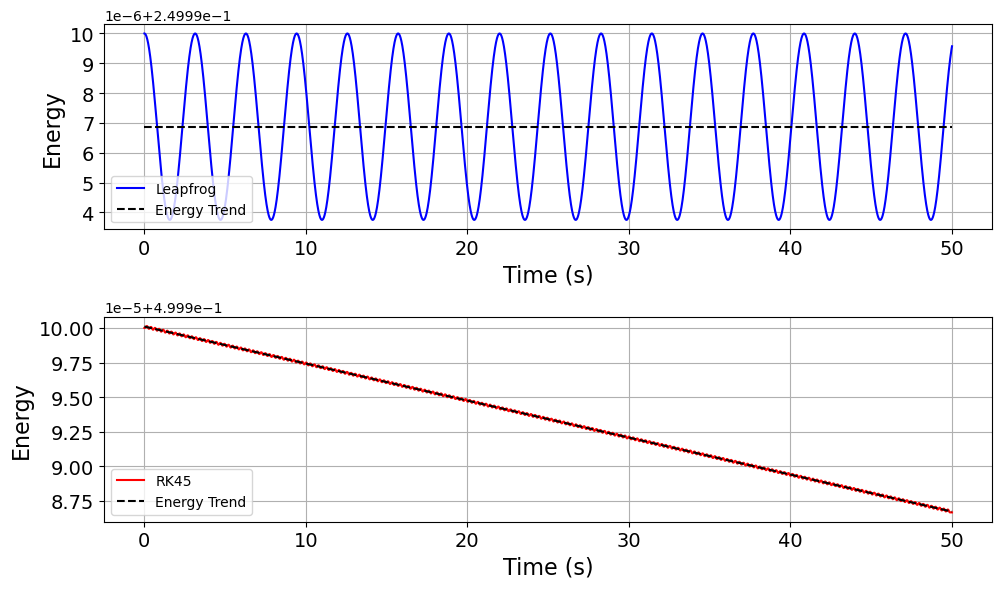 1e−6+2.4999e−1
10
9
8
7
6
5
4
Energy
Leapfrog
Energy Trend
0 10 20 30 40 50
Time (s)
1e−5+4.999e−1
10.00
9.75
9.50
9.25
9.00
8.75
Energy
RK45
Energy Trend
0 10 20 30 40 50
Time (s)